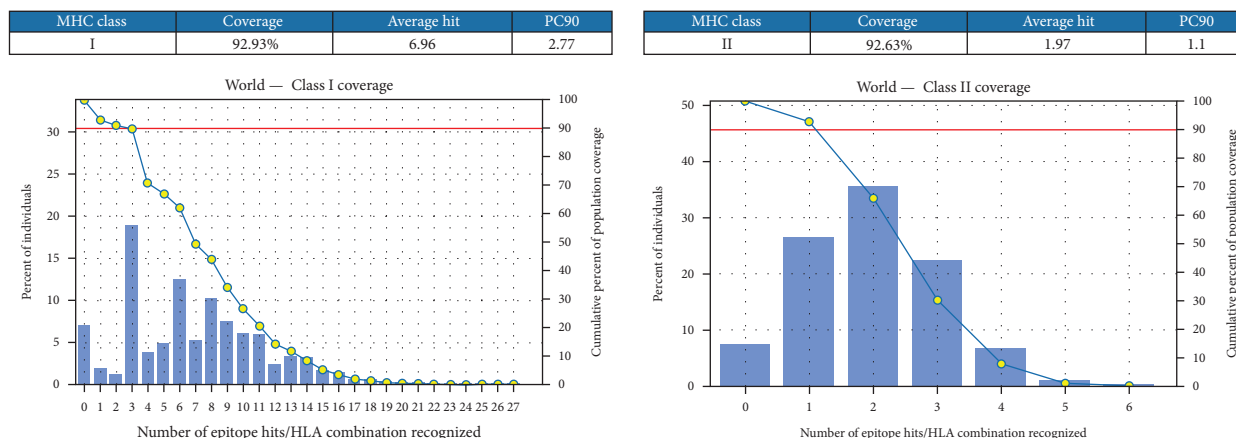 MHC class Coverage Average hit PC90
I 92.93% 6.96 2.77
World — Class I coverage
Percent of individuals
30
25
20
15
10
5
0
100
90
80
70
60
50
40
30
20
10
0
Cumulative percent of population coverage
0 1 2 3 4 5 6 7 8 9 10 11 12 13 14 15 16 17 18 19 20 21 22 23 24 25 26 27
Number of epitope hits/HLA combination recognized
MHC class Coverage Average hit PC90
II 92.63% 1.97 1.1
World — Class II coverage
Percent of individuals
50
40
30
20
10
0
100
90
80
70
60
50
40
30
20
10
0
Cumulative percent of population coverage
0 1 2 3 4 5 6
Number of epitope hits/HLA combination recognized